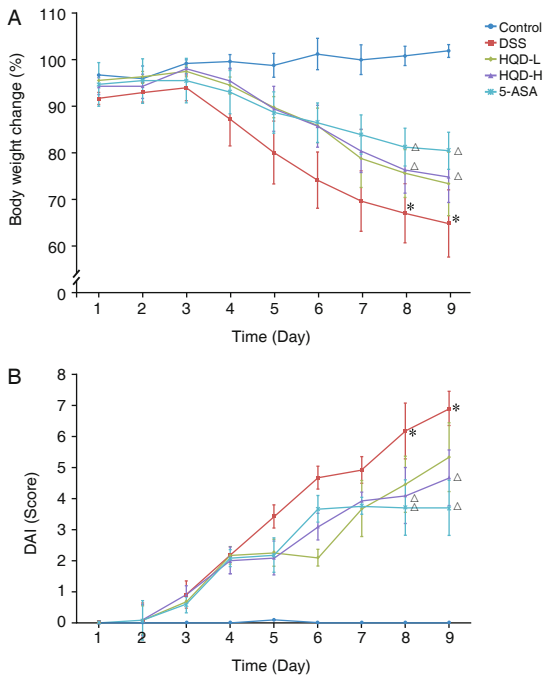 A
Body weight change (%)
110
100
90
80
70
60
0
1 2 3 4 5 6 7 8 9
Time (Day)
Control
DSS
HQD-L
HQD-H
5-ASA
* *
△ △
△ △
B
DAI (Score)
8
7
6
5
4
3
2
1
0
1 2 3 4 5 6 7 8 9
Time (Day)
* *
△ △
△ △